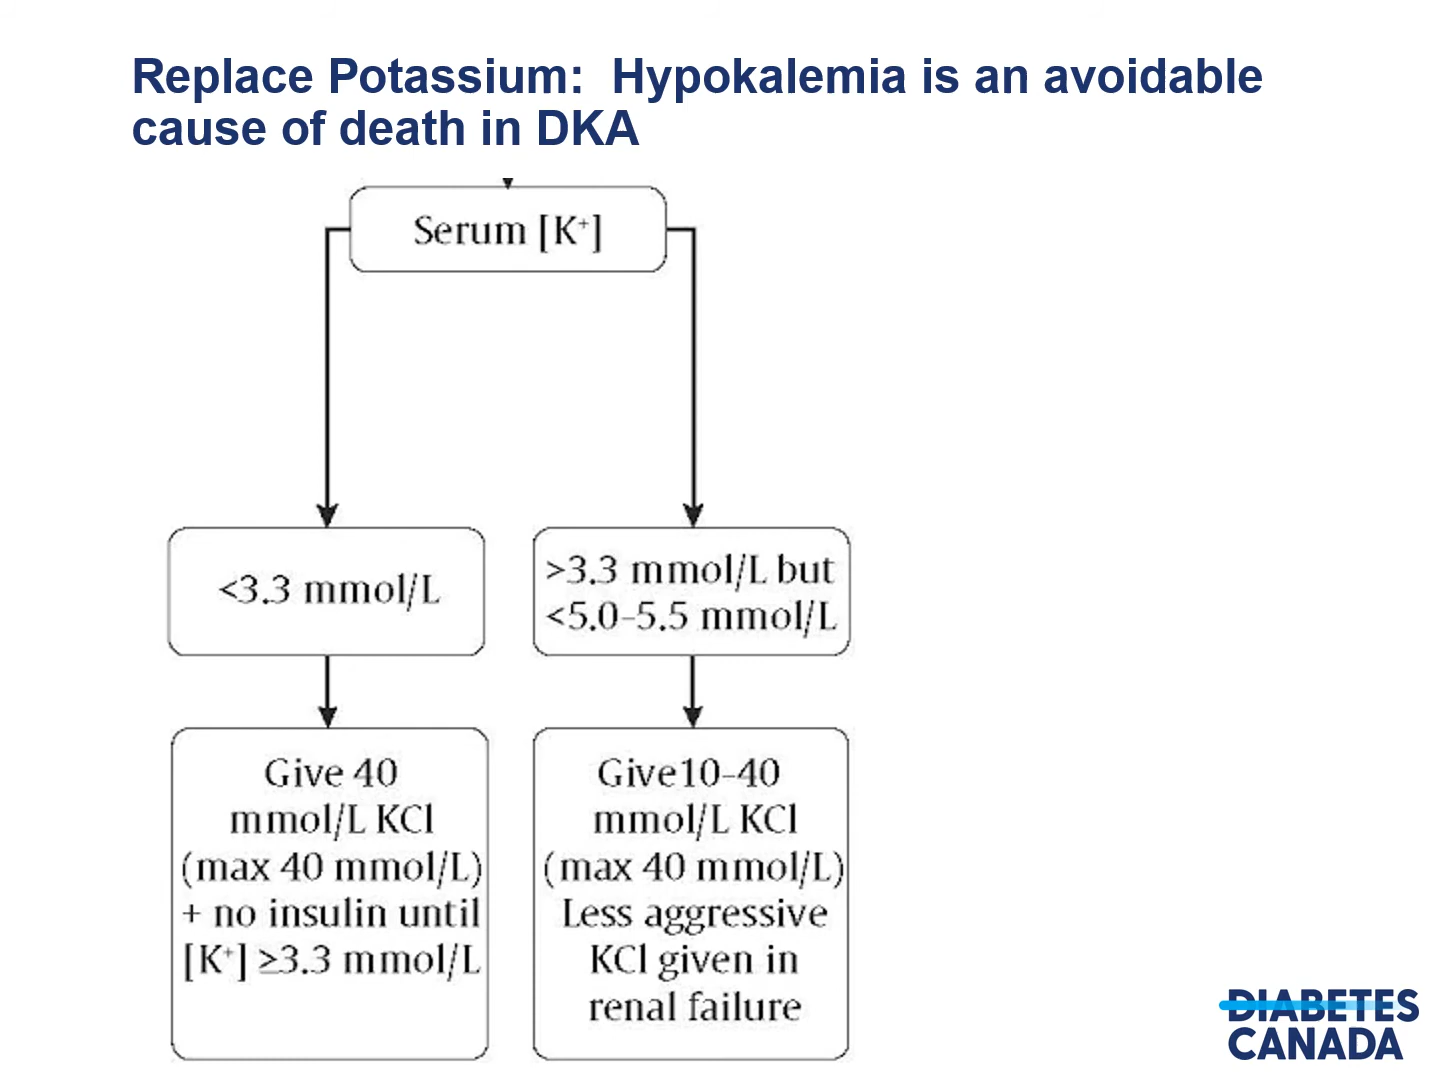 Replace Potassium:  Hypokalemia is an avoidable
cause of death in DKA
Serum [K⁺]
<3.3 mmol/L
>3.3 mmol/L but
<5.0–5.5 mmol/L
Give 40
mmol/L KCl
(max 40 mmol/L)
+ no insulin until
[K⁺] ≥3.3 mmol/L
Give10–40
mmol/L KCl
(max 40 mmol/L)
Less aggressive
KCl given in
renal failure
DIABETES
CANADA